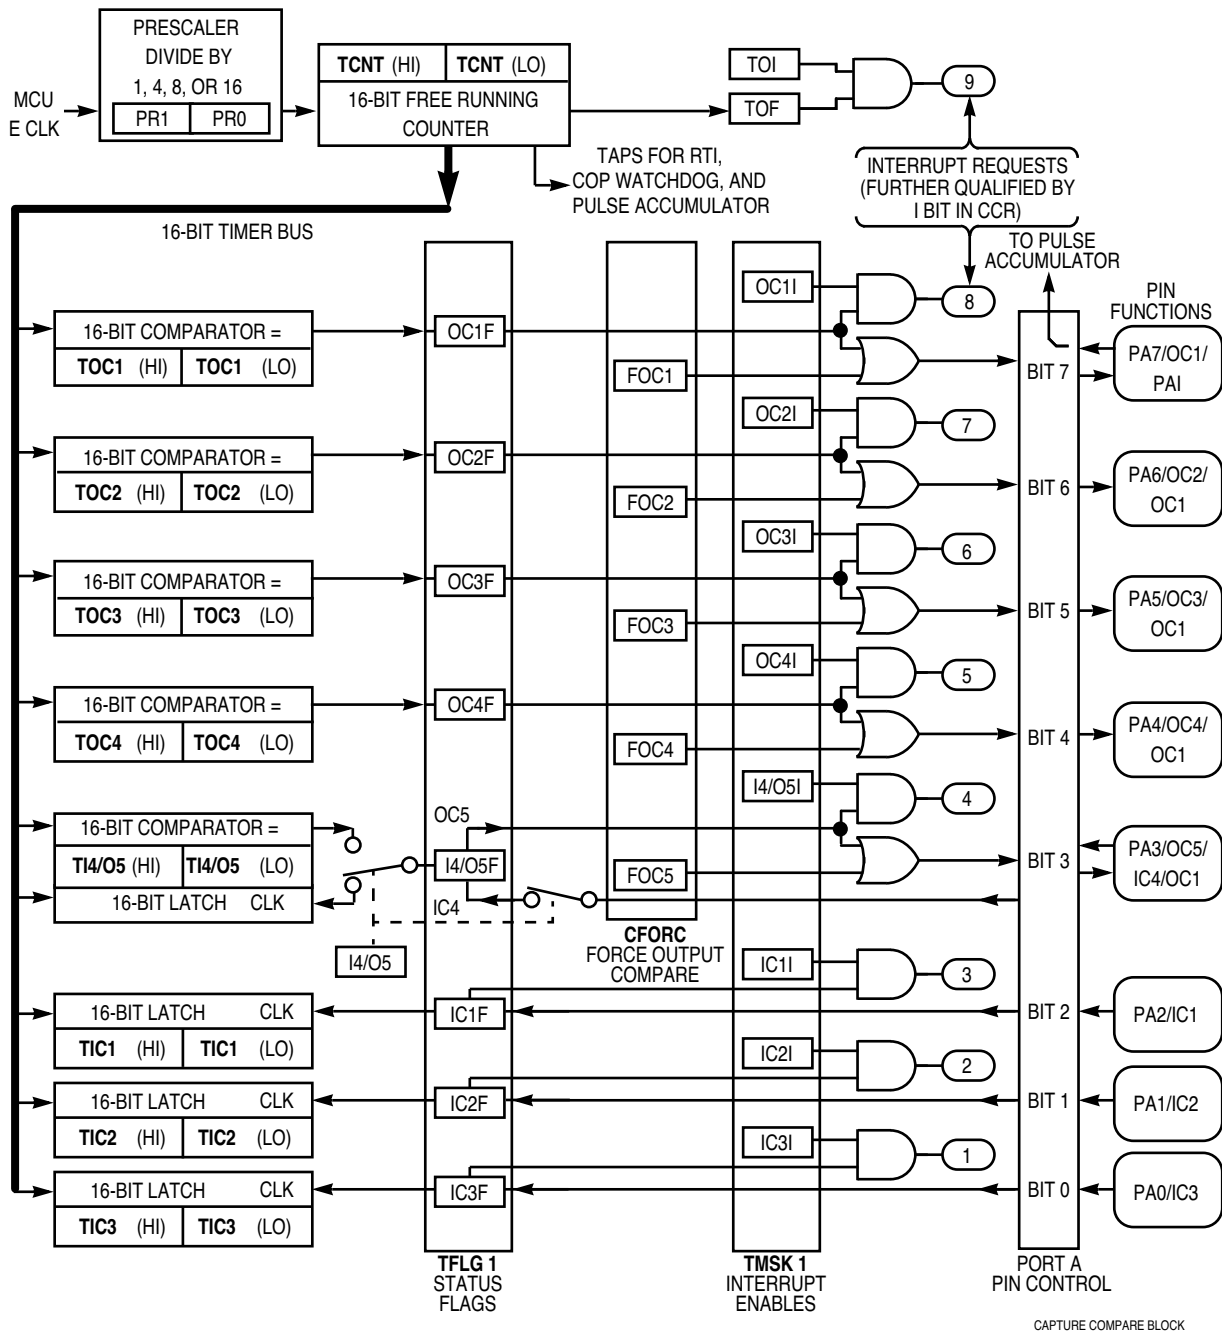 PRESCALER
DIVIDE BY
1, 4, 8, OR 16
PR1 PR0
MCU
E CLK
TCNT (HI) TCNT (LO)
16-BIT FREE RUNNING
COUNTER
TOI
TOF
9
TAPS FOR RTI,
COP WATCHDOG, AND
PULSE ACCUMULATOR
INTERRUPT REQUESTS
(FURTHER QUALIFIED BY
I BIT IN CCR)
16-BIT TIMER BUS
TO PULSE
ACCUMULATOR
PIN
FUNCTIONS
OC1I
8
16-BIT COMPARATOR =
TOC1 (HI) TOC1 (LO)
OC1F
FOC1
BIT 7
PA7/OC1/
PAI
OC2I
7
16-BIT COMPARATOR =
TOC2 (HI) TOC2 (LO)
OC2F
FOC2
BIT 6
PA6/OC2/
OC1
OC3I
6
16-BIT COMPARATOR =
TOC3 (HI) TOC3 (LO)
OC3F
FOC3
BIT 5
PA5/OC3/
OC1
OC4I
5
16-BIT COMPARATOR =
TOC4 (HI) TOC4 (LO)
OC4F
FOC4
BIT 4
PA4/OC4/
OC1
I4/O5I
4
OC5
16-BIT COMPARATOR =
TI4/O5 (HI) TI4/O5 (LO)
16-BIT LATCH CLK
I4/O5F
FOC5
BIT 3
PA3/OC5/
IC4/OC1
IC4
I4/O5
CFORC
FORCE OUTPUT
COMPARE
IC1I
3
16-BIT LATCH CLK
TIC1 (HI) TIC1 (LO)
IC1F
BIT 2
PA2/IC1
IC2I
2
16-BIT LATCH CLK
TIC2 (HI) TIC2 (LO)
IC2F
BIT 1
PA1/IC2
IC3I
1
16-BIT LATCH CLK
TIC3 (HI) TIC3 (LO)
IC3F
BIT 0
PA0/IC3
TFLG 1
STATUS
FLAGS
TMSK 1
INTERRUPT
ENABLES
PORT A
PIN CONTROL
CAPTURE COMPARE BLOCK